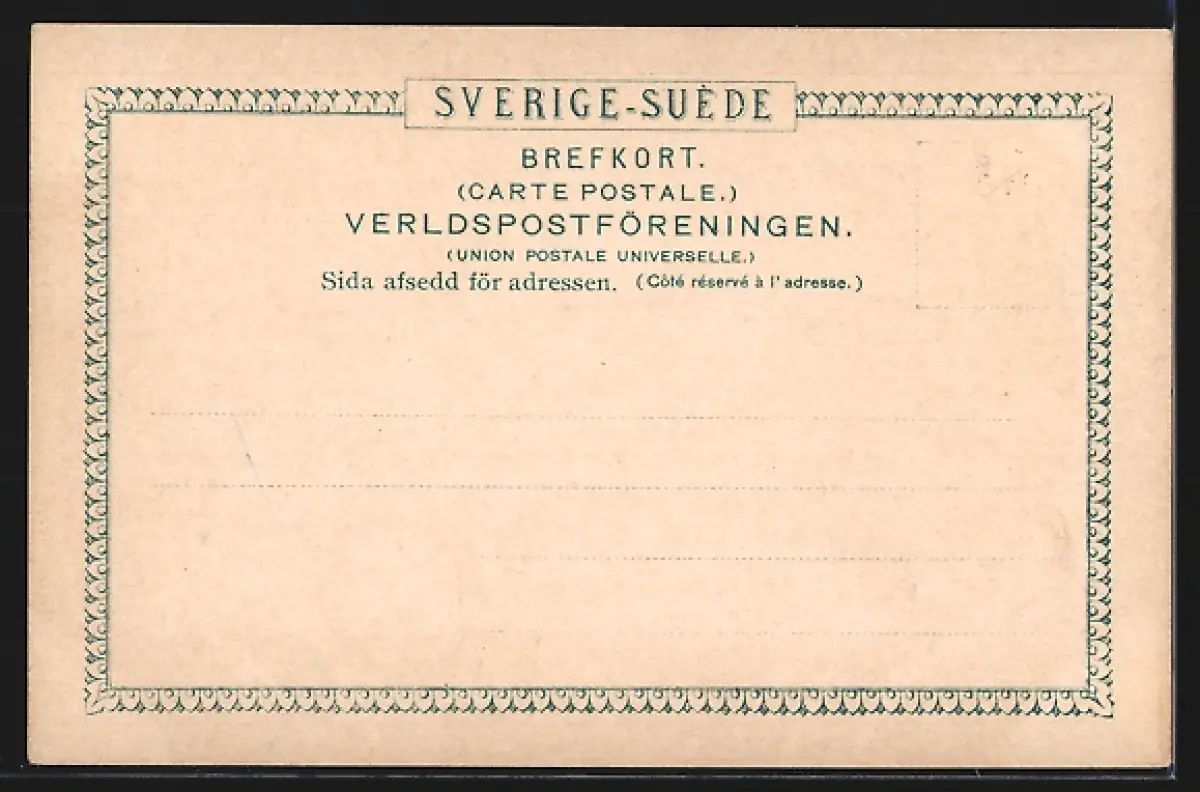 SVERIGE-SUÈDE
BREFKORT.
(CARTE POSTALE.)
VERLDSPOSTFÖRENINGEN.
(UNION POSTALE UNIVERSELLE.)
Sida afsedd för adressen. (Côté réservé à l'adresse.)